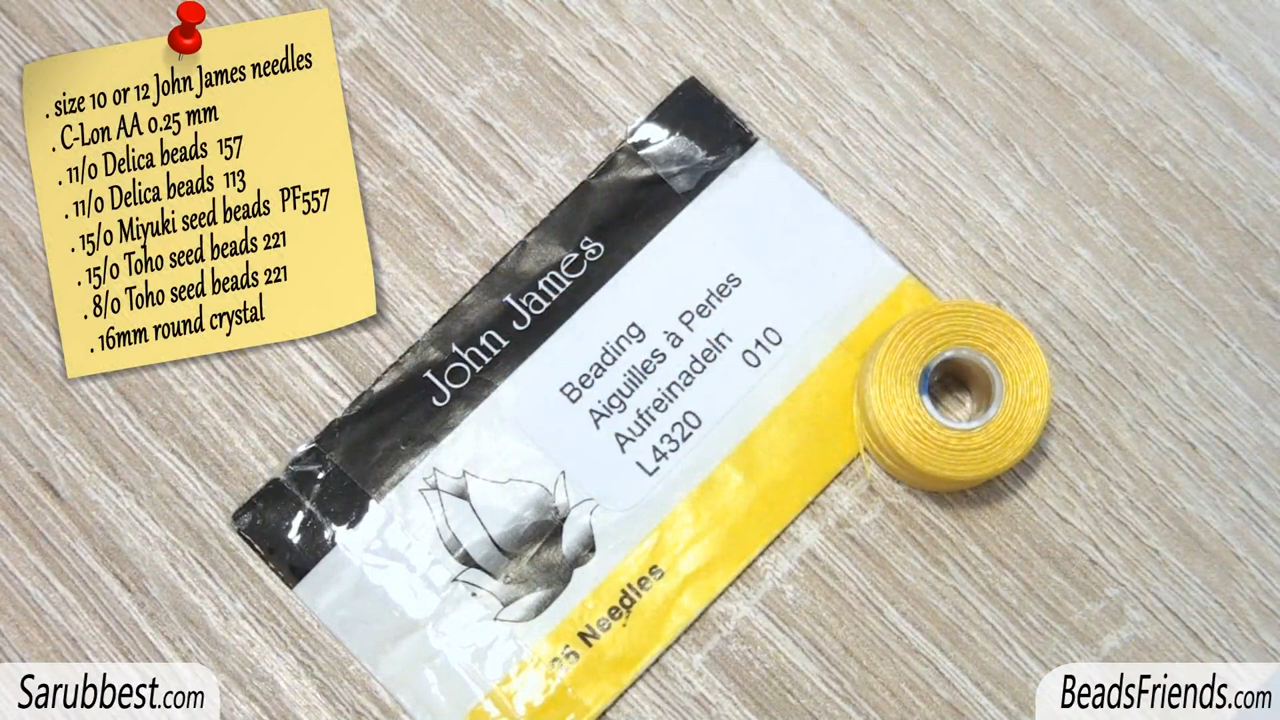 . size 10 or 12 John James needles
. C-Lon AA 0.25 mm
. 11/0 Delica beads 157
. 11/0 Delica beads 113
. 15/0 Miyuki seed beads PF557
. 15/0 Toho seed beads 221
. 8/0 Toho seed beads 221
. 16mm round crystal
John James
Beading
Aiguilles à Perles
Aufreinadeln
L4320 010
Needles
Sarubbest.com
BeadsFriends.com